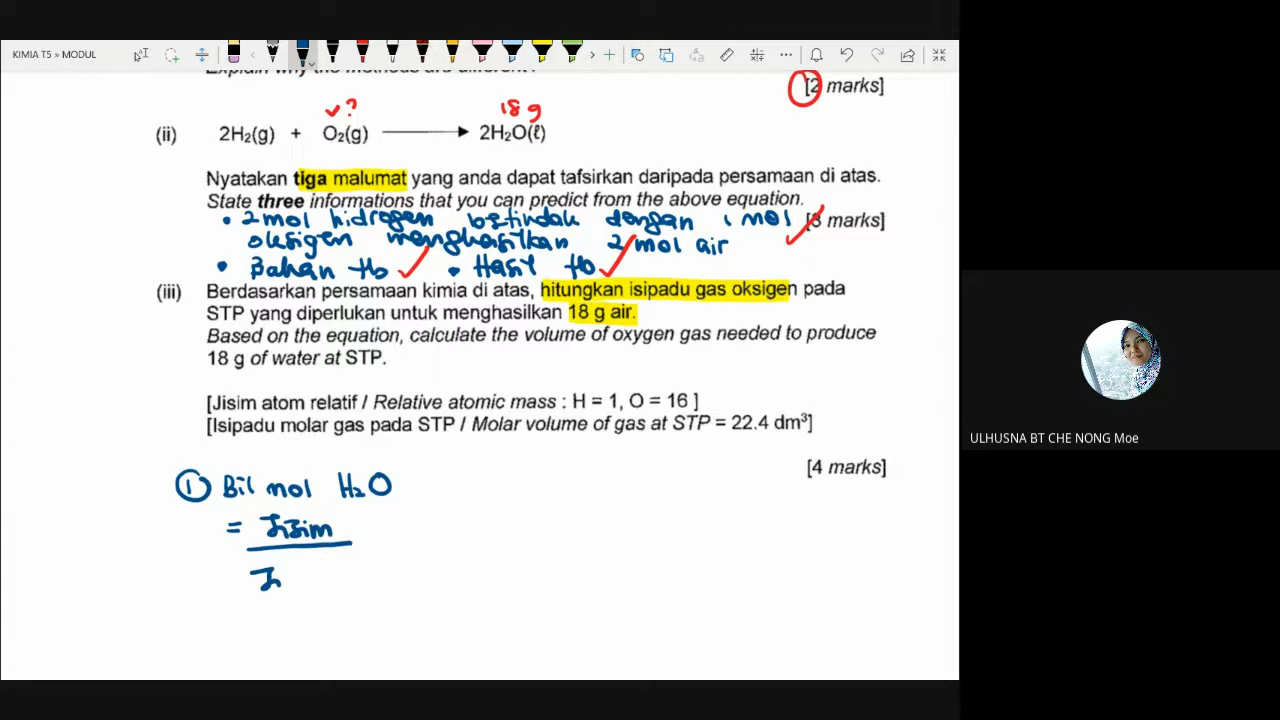 KIMIA T5 » MODUL
Explain why the methods are different?
[2 marks]
v ? 18 g
(ii) 2H₂(g) + O₂(g) → 2H₂O(ℓ)
Nyatakan tiga malumat yang anda dapat tafsirkan daripada persamaan di atas.
State three informations that you can predict from the above equation.
[3 marks]
• 2 mol hidrogen bertindak dengan 1 mol
oksigen menghasilkan 2 mol air
• Bahan tb • Hasil tb
(iii) Berdasarkan persamaan kimia di atas, hitungkan isipadu gas oksigen pada
STP yang diperlukan untuk menghasilkan 18 g air.
Based on the equation, calculate the volume of oxygen gas needed to produce
18 g of water at STP.
[Jisim atom relatif / Relative atomic mass : H = 1, O = 16 ]
[Isipadu molar gas pada STP / Molar volume of gas at STP = 22.4 dm³]
[4 marks]
① Bil mol H₂O
= Jisim
J
ULHUSNA BT CHE NONG Moe